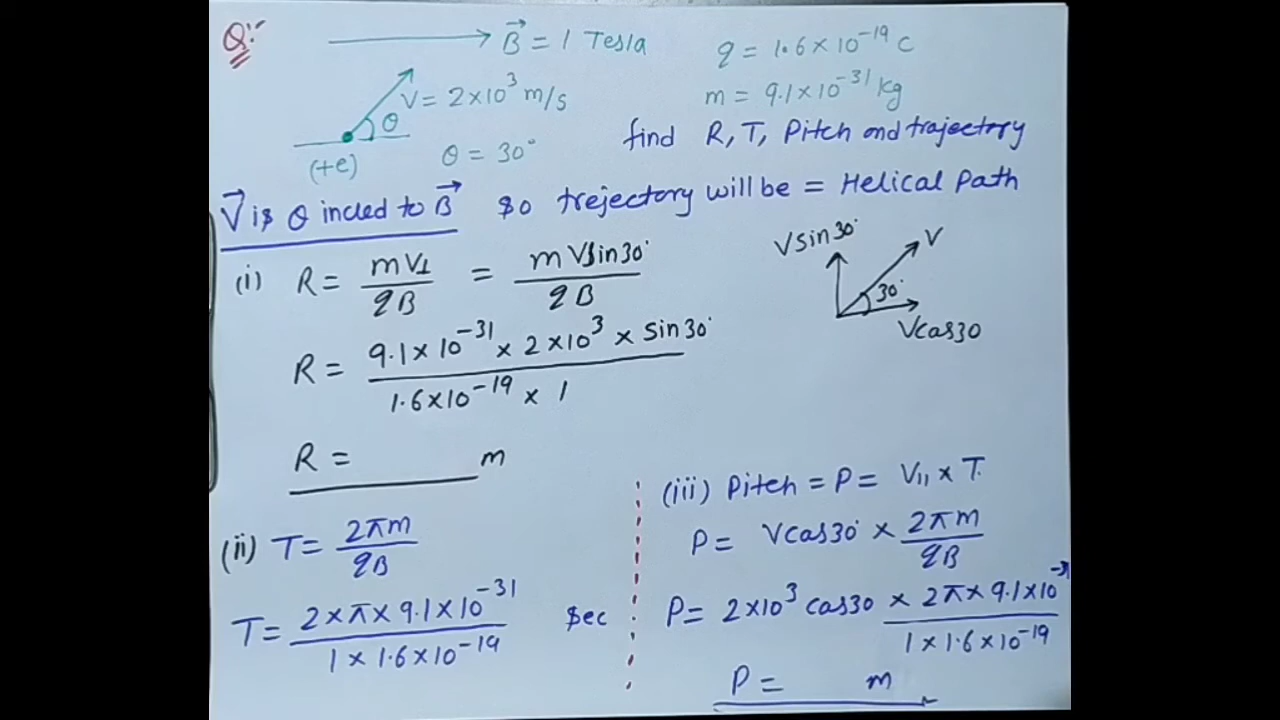 Q:-
B⃗ = 1 Tesla
q = 1.6×10⁻¹⁹ C
V = 2×10³ m/s
m = 9.1×10⁻³¹ kg
θ
(+e)
θ = 30°
find R, T, Pitch and trajectory
V⃗ is θ incled to B⃗ so trejectory will be = Helical Path
(i) R = mV⊥/qB = mVsin30°/qB
Vsin30°
V
30°
Vcos30
R = 9.1×10⁻³¹ × 2×10³ × sin30° / 1.6×10⁻¹⁹ × 1
R = ______ m
(ii) T = 2πm/qB
T = 2×π×9.1×10⁻³¹ / 1×1.6×10⁻¹⁹ sec
(iii) Pitch = P = V₁₁ × T.
P = Vcos30° × 2πm/qB
P = 2×10³ cos30 × 2π×9.1×10⁻³¹ / 1×1.6×10⁻¹⁹
P = m